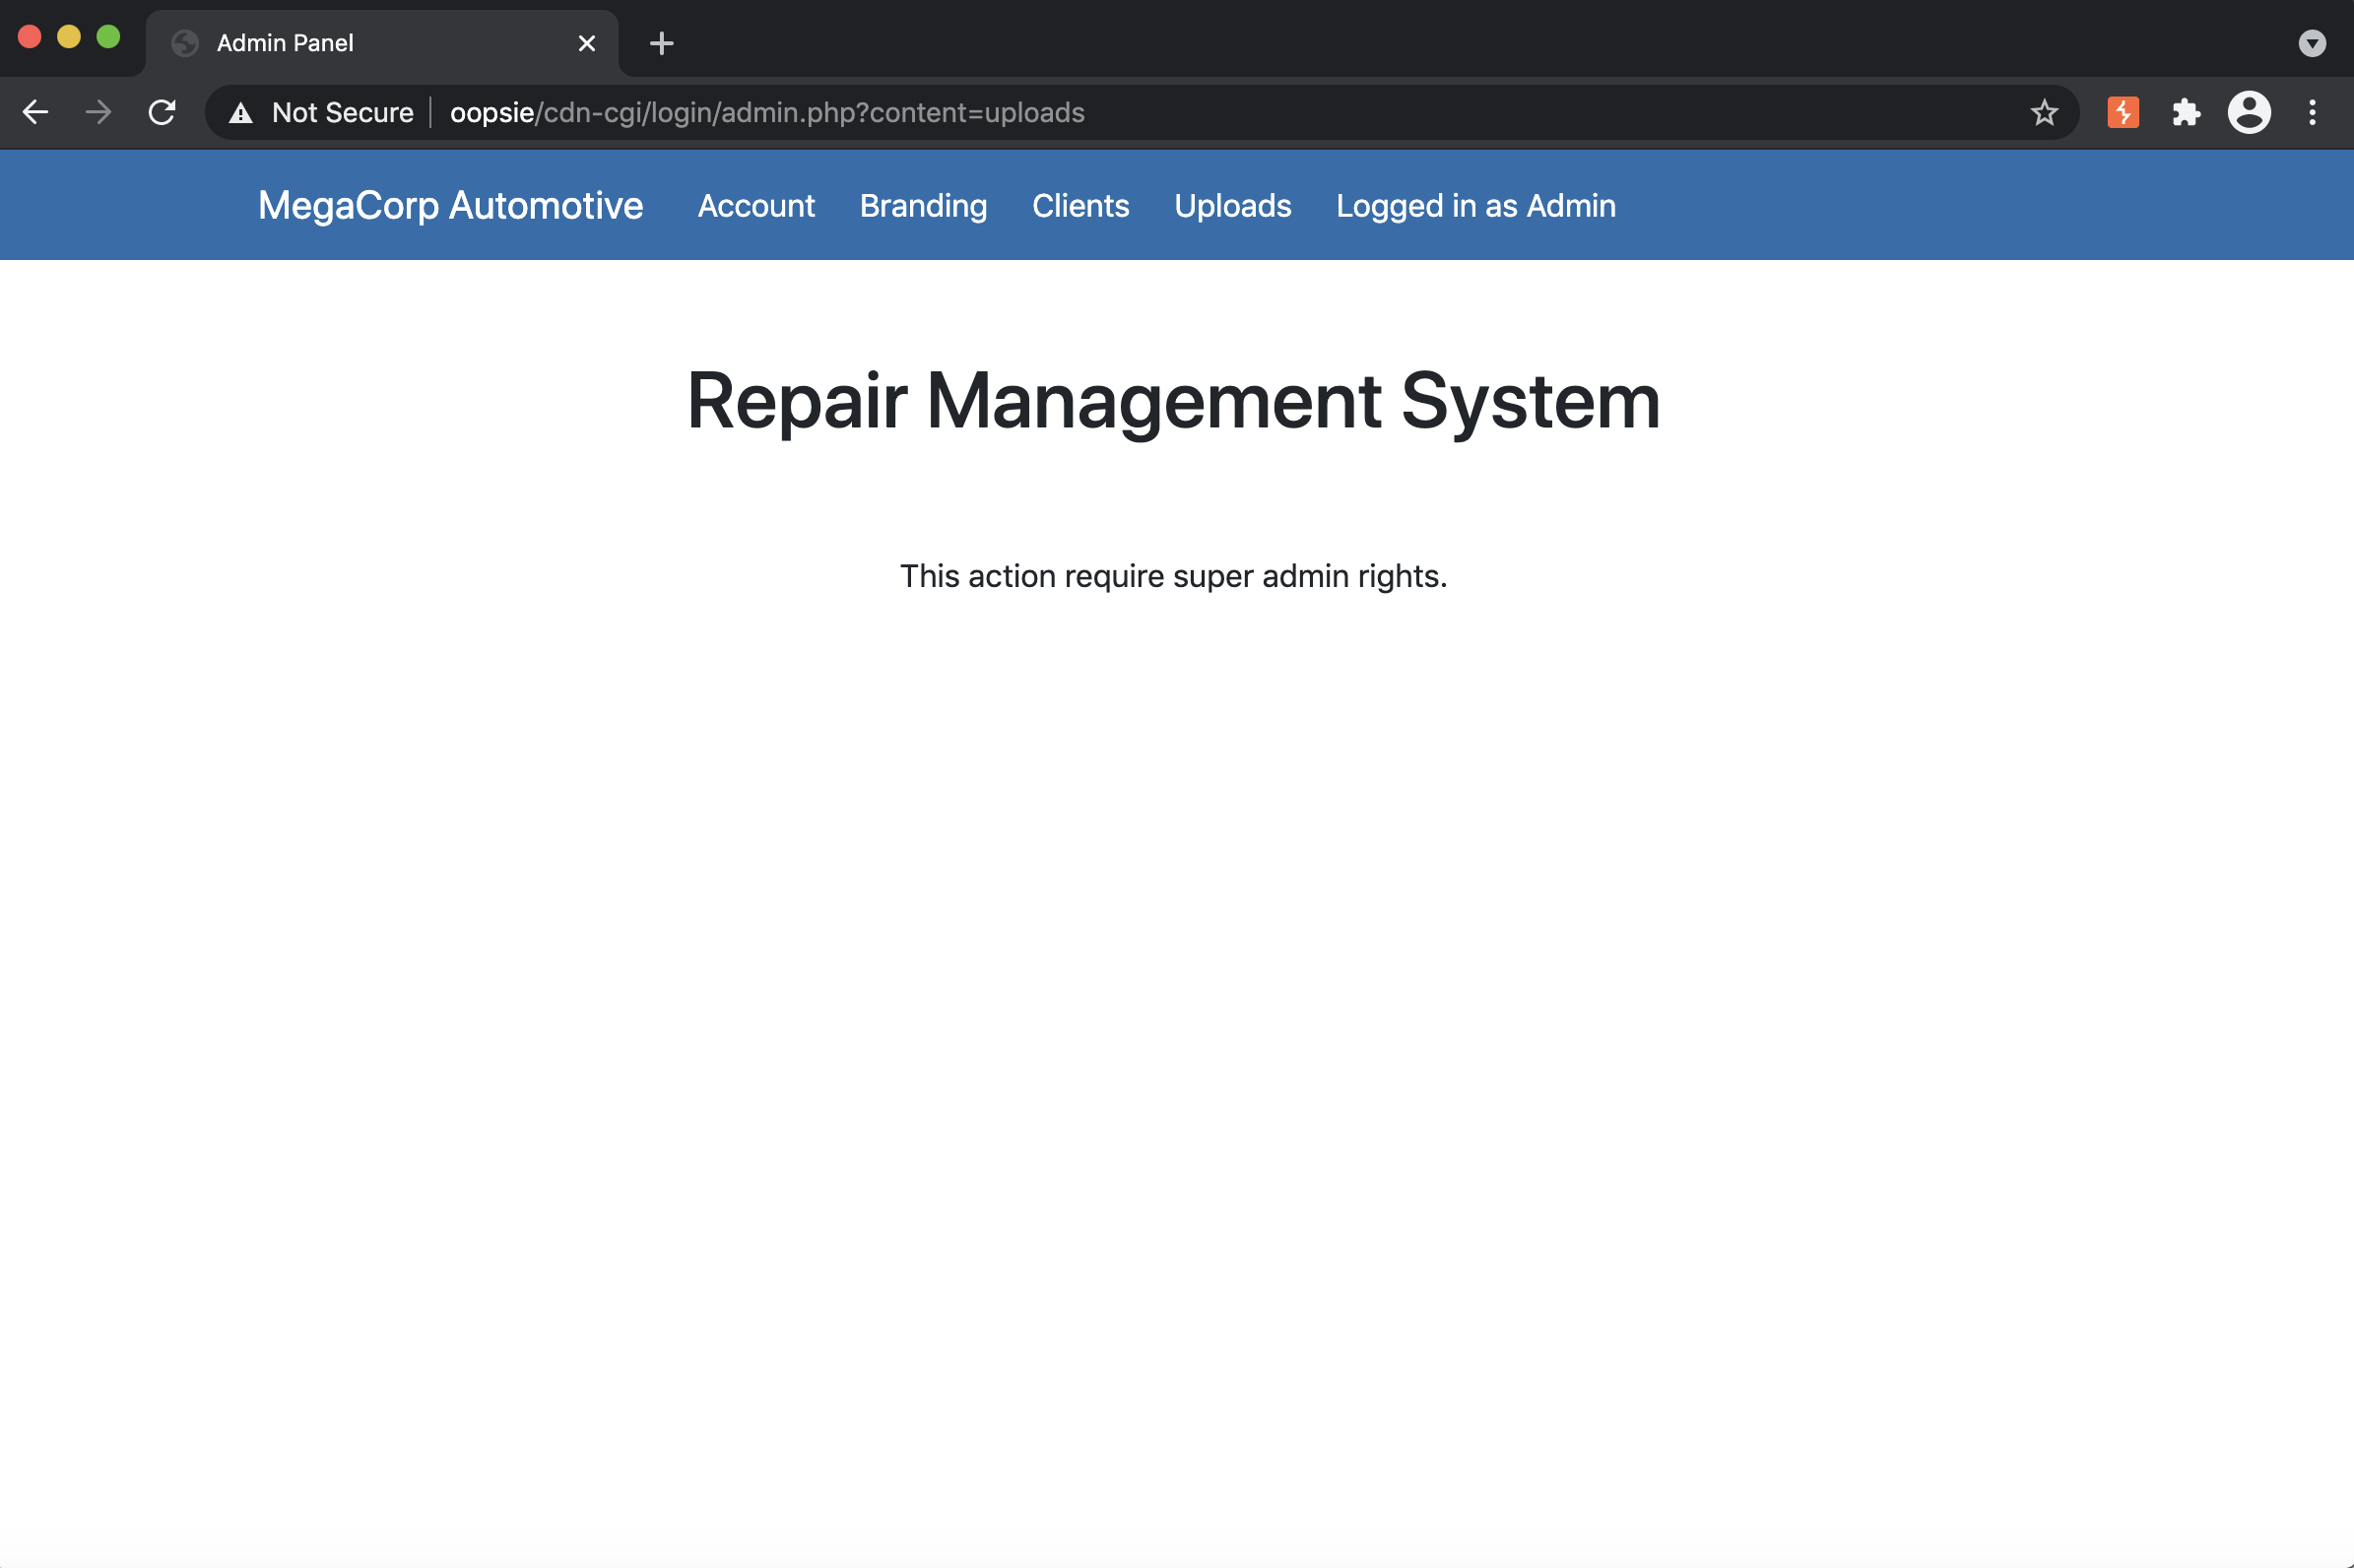 Admin Panel
Not Secure | oopsie/cdn-cgi/login/admin.php?content=uploads
MegaCorp Automotive Account Branding Clients Uploads Logged in as Admin
Repair Management System
This action require super admin rights.